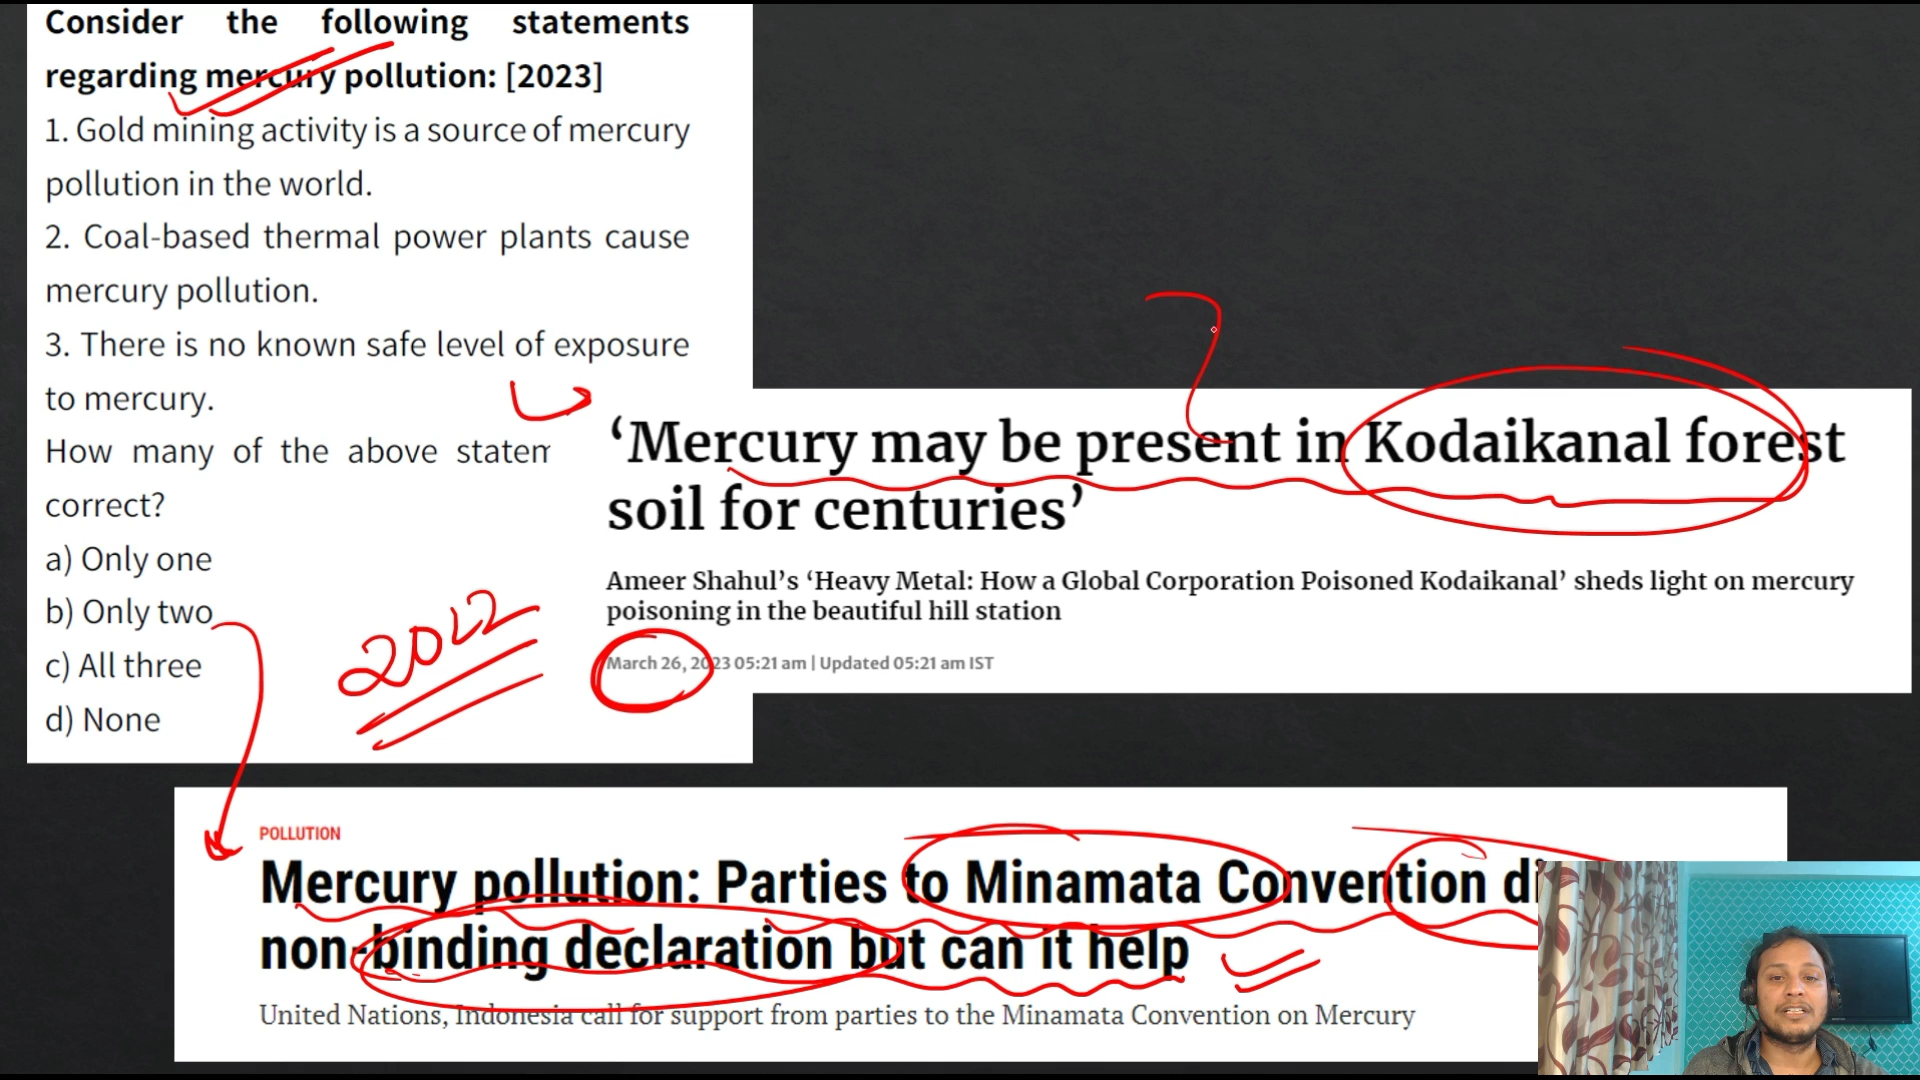 Consider the following statements
regarding mercury pollution: [2023]
1. Gold mining activity is a source of mercury
pollution in the world.
2. Coal-based thermal power plants cause
mercury pollution.
3. There is no known safe level of exposure
to mercury.
How many of the above statem
correct?
a) Only one
b) Only two
c) All three
d) None
2022
‘Mercury may be present in Kodaikanal forest
soil for centuries’
Ameer Shahul’s ‘Heavy Metal: How a Global Corporation Poisoned Kodaikanal’ sheds light on mercury
poisoning in the beautiful hill station
March 26, 2023 05:21 am | Updated 05:21 am IST
POLLUTION
Mercury pollution: Parties to Minamata Convention di
non-binding declaration but can it help
United Nations, Indonesia call for support from parties to the Minamata Convention on Mercury